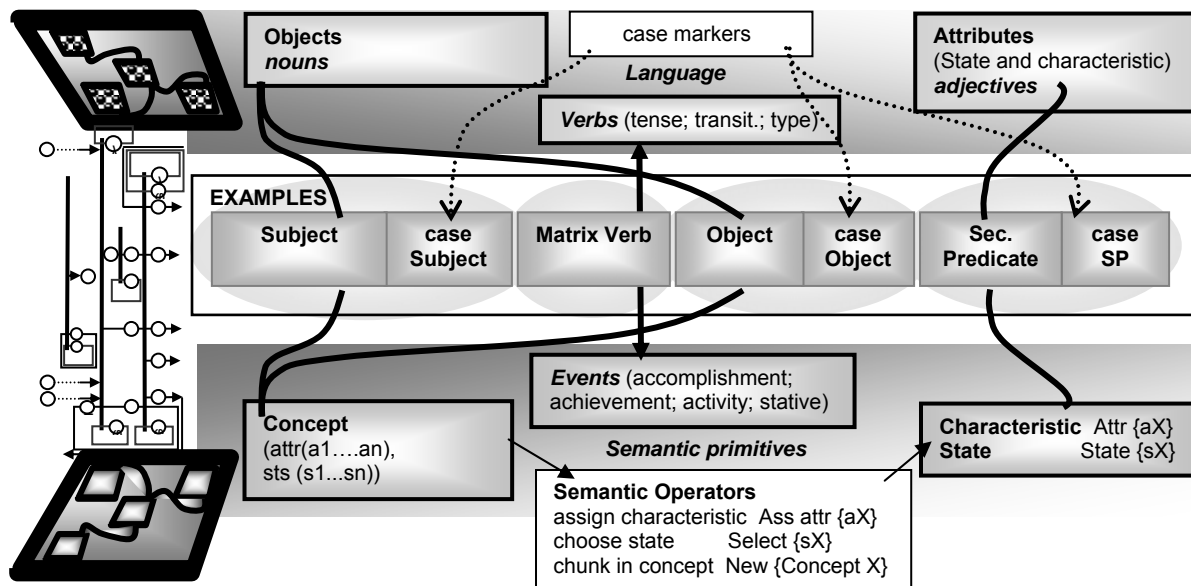 Objects
nouns
case markers
Language
Attributes
(State and characteristic)
adjectives
Verbs (tense; transit.; type)
EXAMPLES
Subject
case
Subject
Matrix Verb
Object
case
Object
Sec.
Predicate
case
SP
Events (accomplishment;
achievement; activity; stative)
Concept
(attr(a1….an),
sts (s1...sn))
Semantic primitives
Characteristic Attr {aX}
State State {sX}
Semantic Operators
assign characteristic Ass attr {aX}
choose state Select {sX}
chunk in concept New {Concept X}